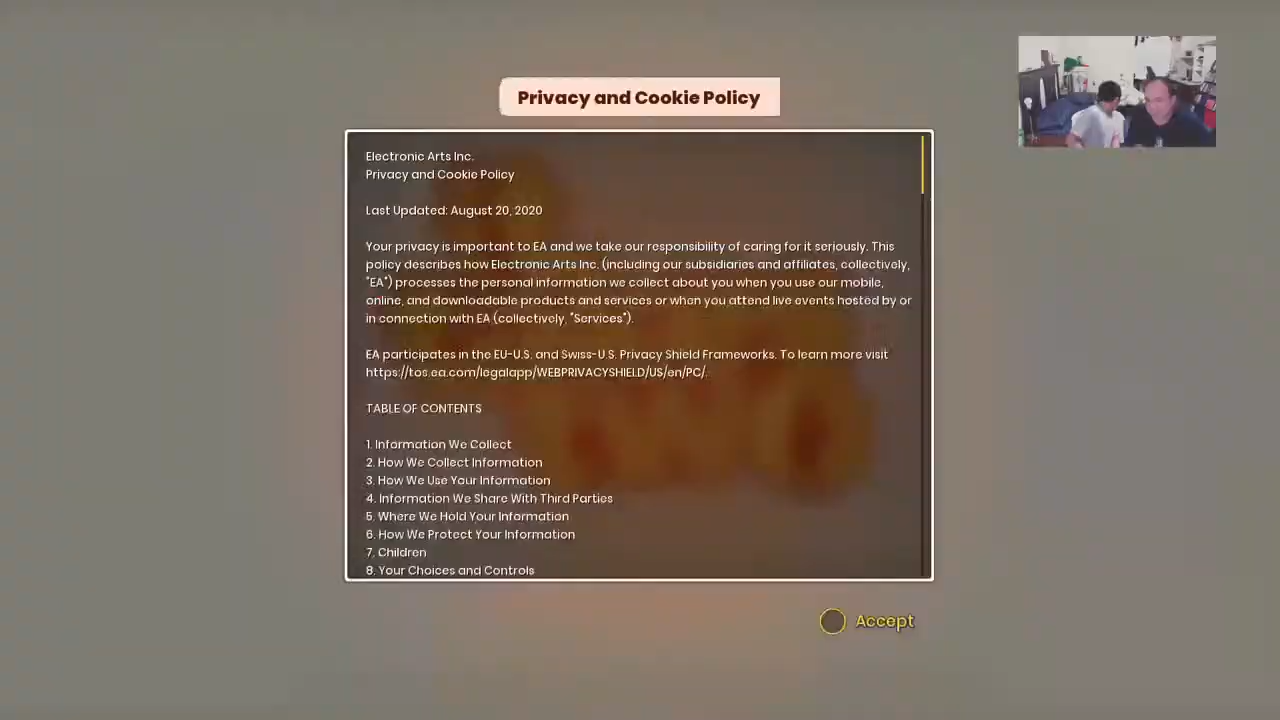 Privacy and Cookie Policy
Electronic Arts Inc.
Privacy and Cookie Policy
Last Updated: August 20, 2020
Your privacy is important to EA and we take our responsibility of caring for it seriously. This
policy describes how Electronic Arts Inc. (including our subsidiaries and affiliates, collectively,
"EA") processes the personal information we collect about you when you use our mobile,
online, and downloadable products and services or when you attend live events hosted by or
in connection with EA (collectively, "Services").
EA participates in the EU-U.S. and Swiss-U.S. Privacy Shield Frameworks. To learn more visit
https://tos.ea.com/legalapp/WEBPRIVACYSHIELD/US/en/PC/.
TABLE OF CONTENTS
1. Information We Collect
2. How We Collect Information
3. How We Use Your Information
4. Information We Share With Third Parties
5. Where We Hold Your Information
6. How We Protect Your Information
7. Children
8. Your Choices and Controls
Accept